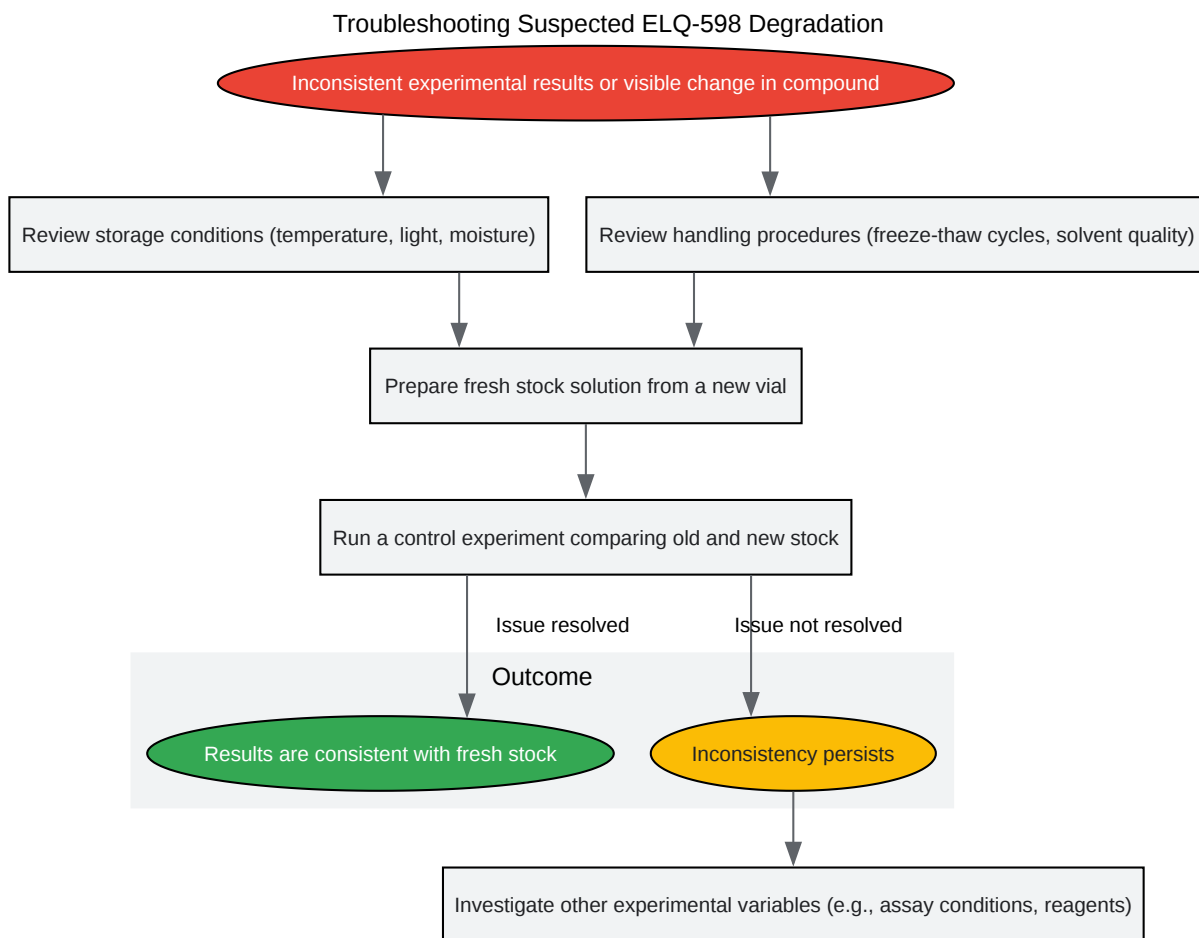 Troubleshooting Suspected ELQ-598 Degradation
Inconsistent experimental results or visible change in compound
Review storage conditions (temperature, light, moisture)
Review handling procedures (freeze-thaw cycles, solvent quality)
Prepare fresh stock solution from a new vial
Run a control experiment comparing old and new stock
Issue resolved
Issue not resolved
Outcome
Results are consistent with fresh stock
Inconsistency persists
Investigate other experimental variables (e.g., assay conditions, reagents)